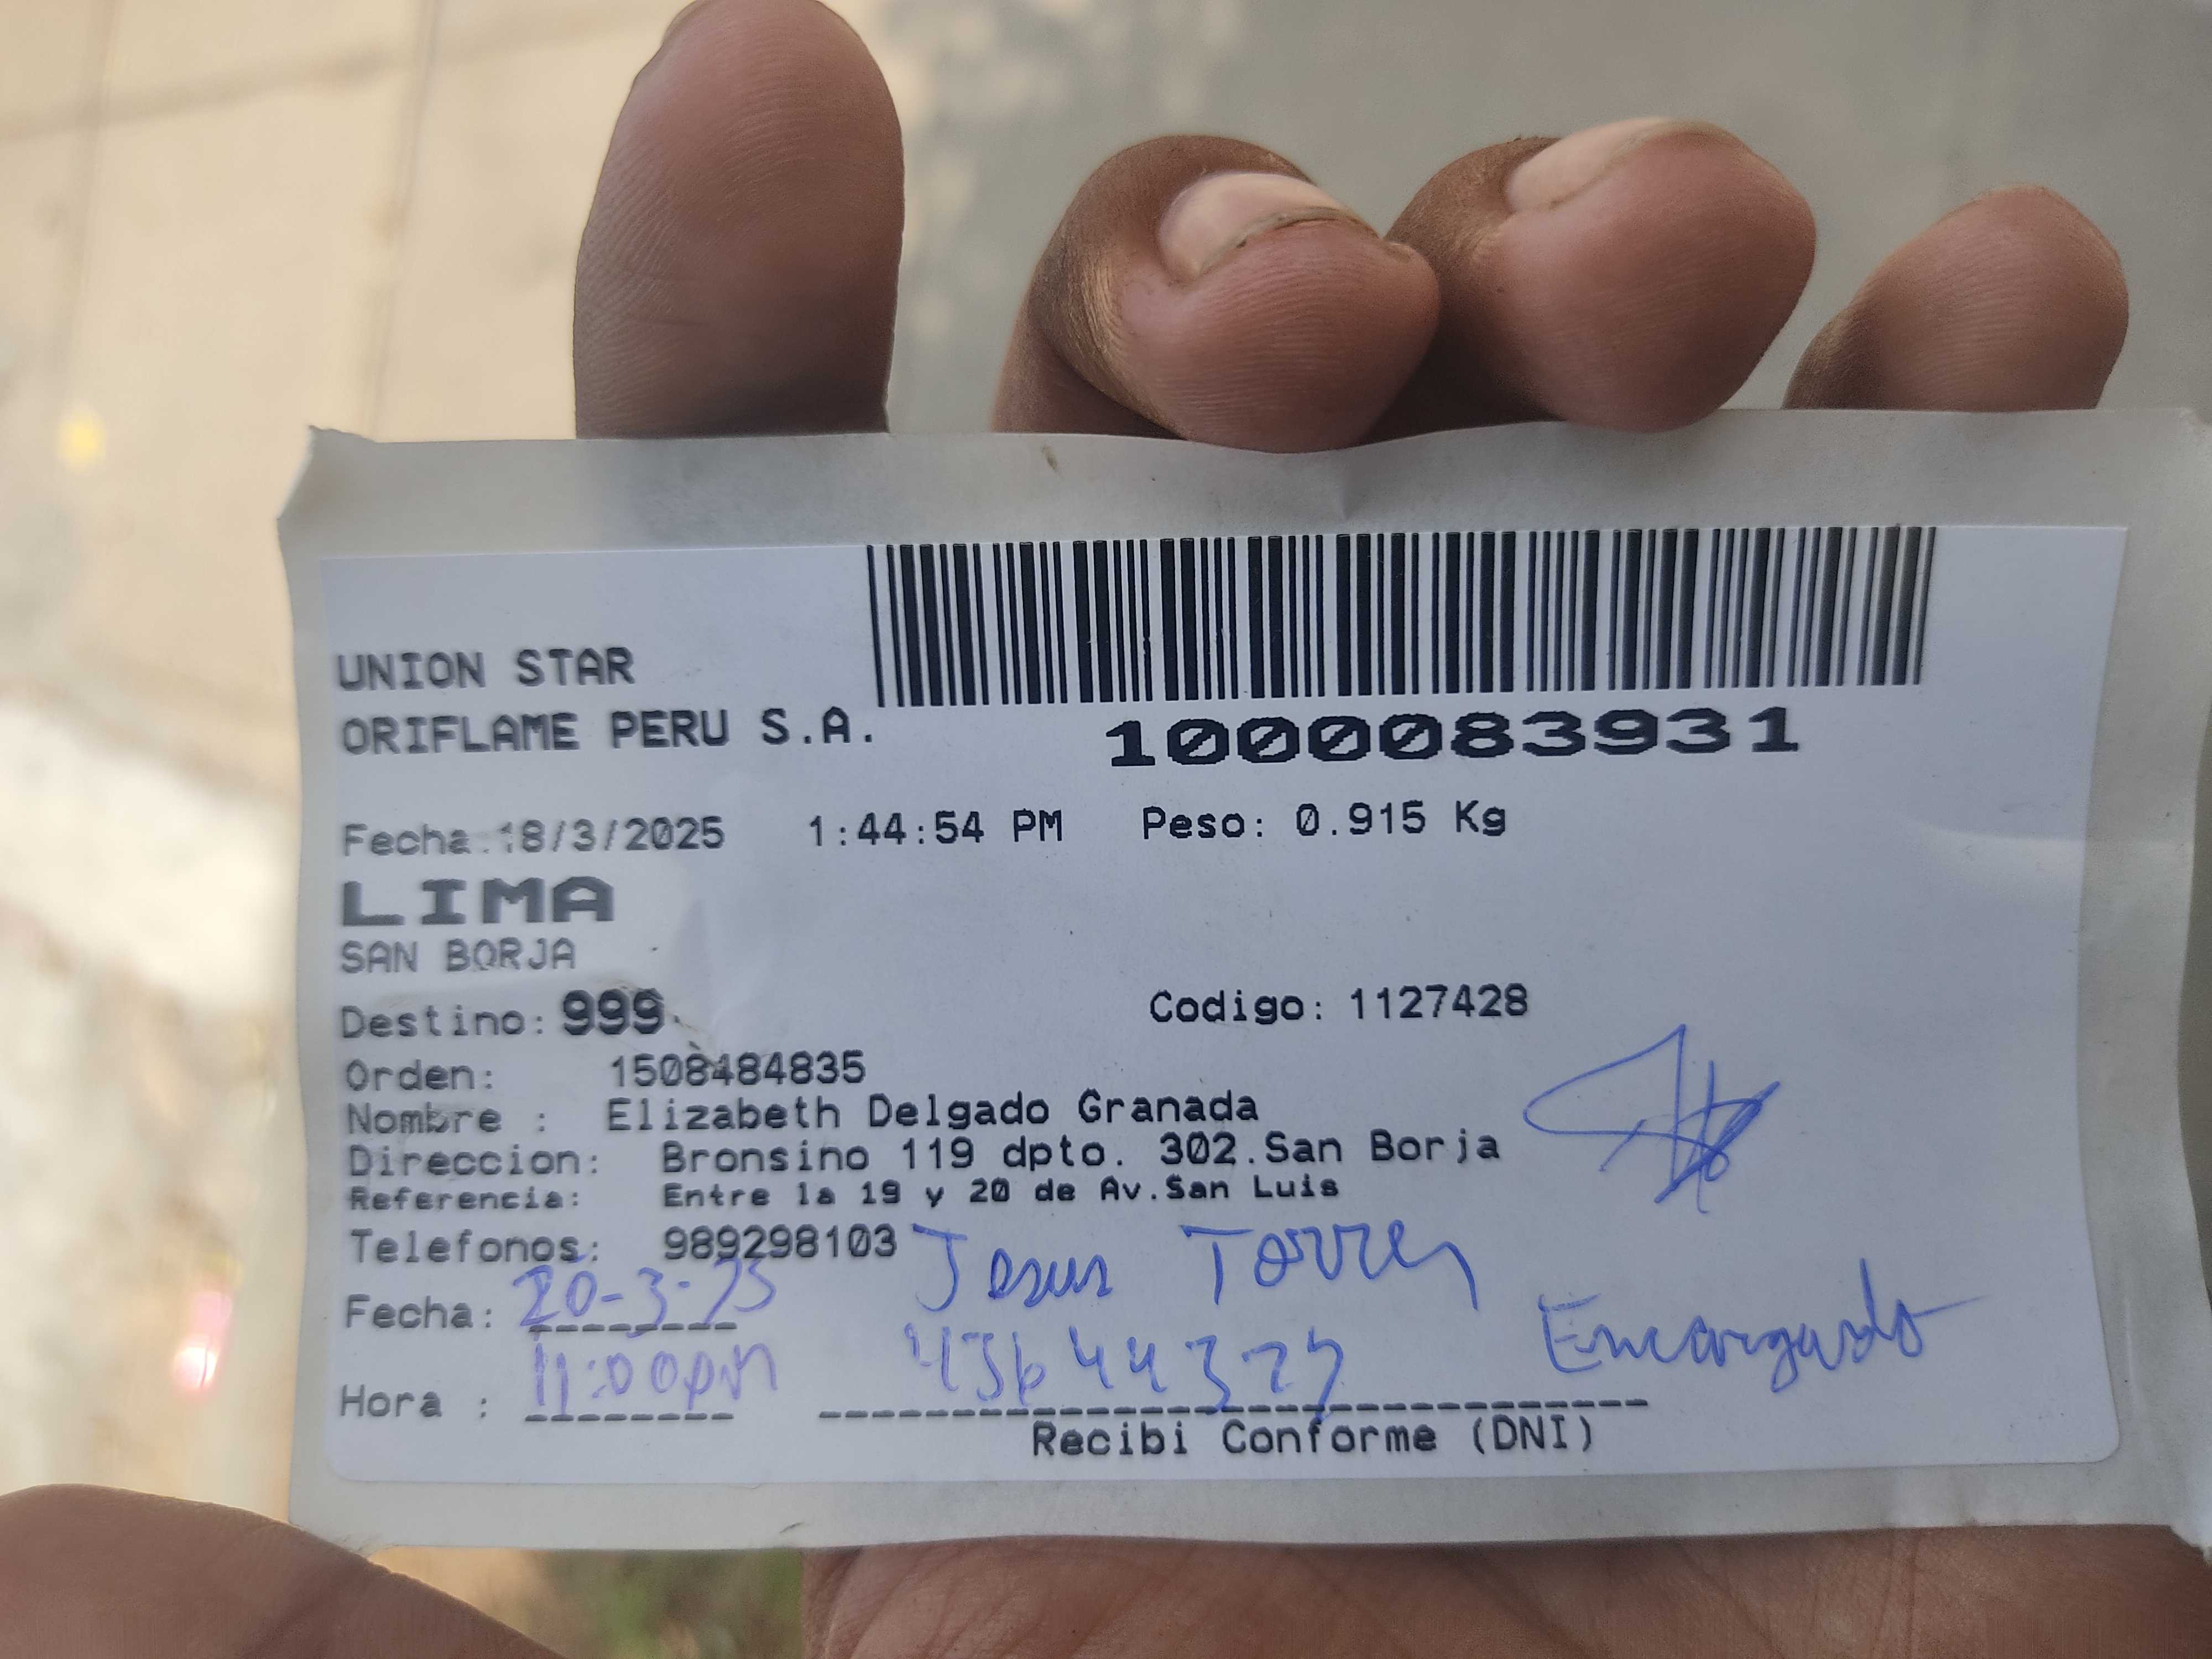 UNION STAR
ORIFLAME PERU S.A.
1000083931
Fecha:18/3/2025 1:44:54 PM Peso: 0.915 Kg
LIMA
SAN BORJA
Destino: 999 Codigo: 1127428
Orden: 1508484835
Nombre : Elizabeth Delgado Granada
Direccion: Bronsino 119 dpto. 302.San Borja
Referencia: Entre la 19 y 20 de Av.San Luis
Telefonos: 989298103
Jesus Torres
Fecha: 20-3-25
Encargado
Hora : 11:00pm
Recibi Conforme (DNI)